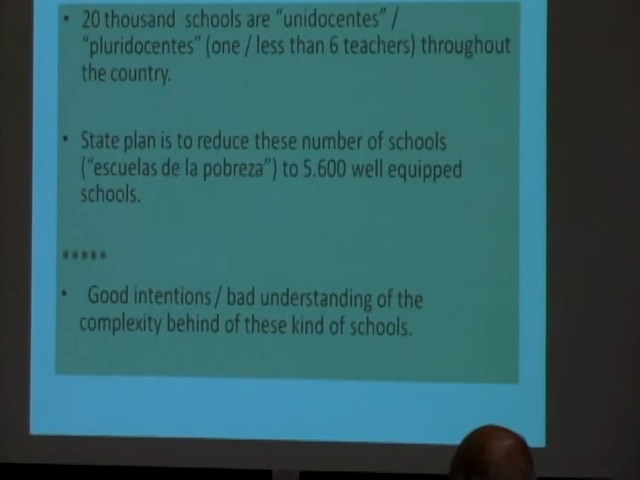 • 20 thousand schools are "unidocentes" /
"pluridocentes" (one / less than 6 teachers) throughout
the country.
• State plan is to reduce these number of schools
("escuelas de la pobreza") to 5.600 well equipped
schools.
*****
• Good intentions / bad understanding of the
complexity behind of these kind of schools.